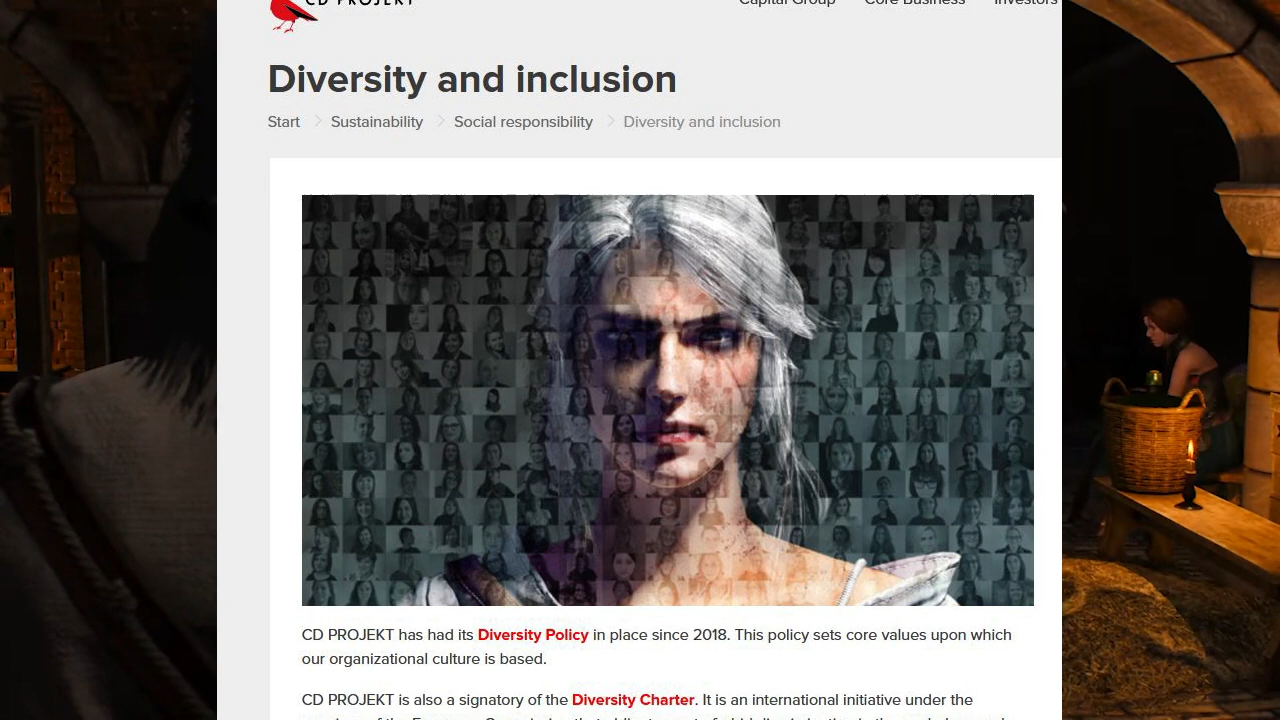 CD PROJEKT
Capital Group Core Business Investors
Diversity and inclusion
Start Sustainability Social responsibility Diversity and inclusion
CD PROJEKT has had its Diversity Policy in place since 2018. This policy sets core values upon which
our organizational culture is based.
CD PROJEKT is also a signatory of the Diversity Charter. It is an international initiative under the